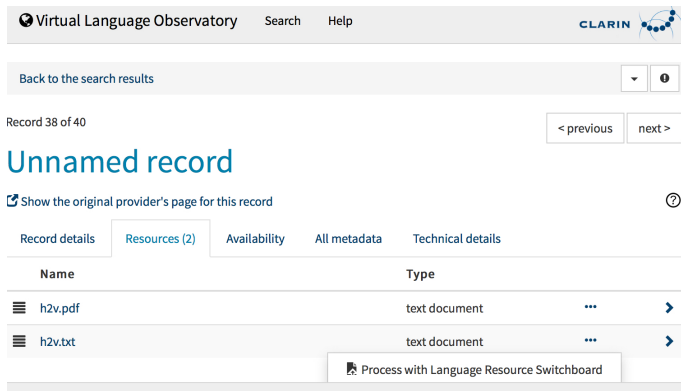 Virtual Language Observatory Search Help CLARIN
Back to the search results
Record 38 of 40 < previous next >
Unnamed record
Show the original provider's page for this record
Record details Resources (2) Availability All metadata Technical details
Name Type
h2v.pdf text document
h2v.txt text document
Process with Language Resource Switchboard